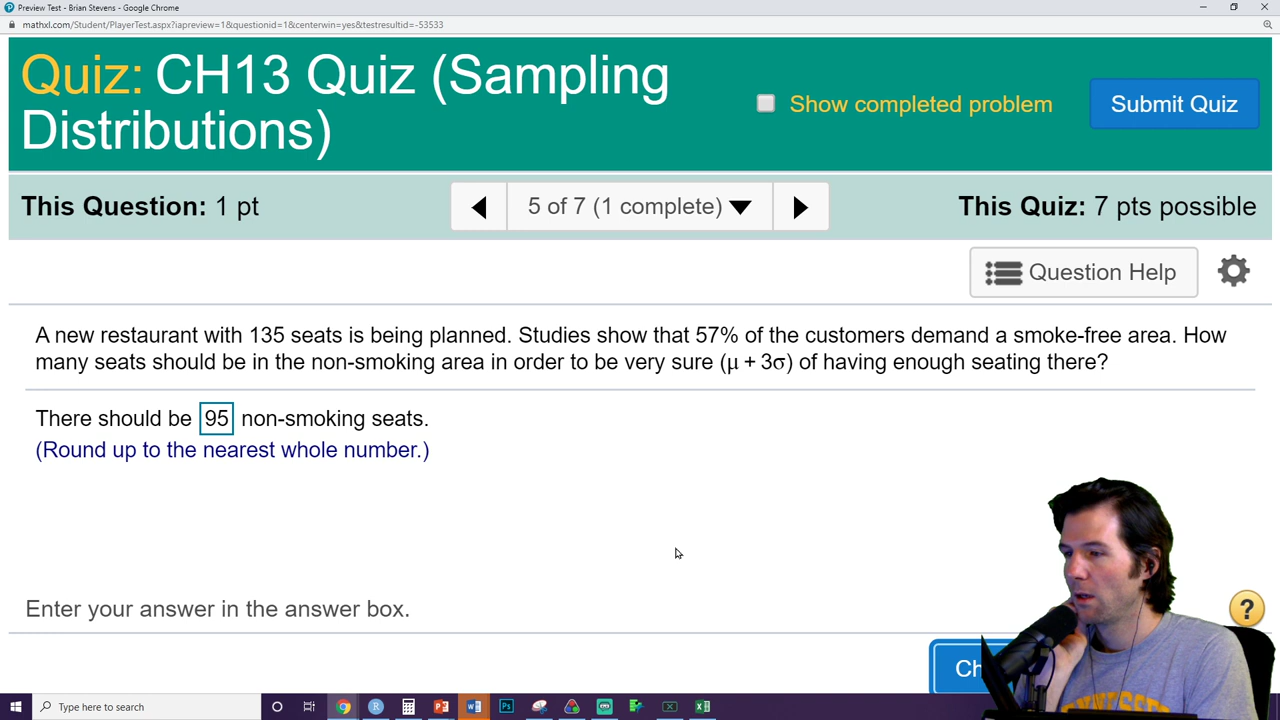 Preview Test - Brian Stevens - Google Chrome
mathxl.com/Student/PlayerTest.aspx?iapreview=1&questionid=1&centerwin=yes&testresultid=-53533
Quiz: CH13 Quiz (Sampling
Distributions)
Show completed problem
Submit Quiz
This Question: 1 pt
5 of 7 (1 complete)
This Quiz: 7 pts possible
Question Help
A new restaurant with 135 seats is being planned. Studies show that 57% of the customers demand a smoke-free area. How
many seats should be in the non-smoking area in order to be very sure (μ + 3σ) of having enough seating there?
There should be 95 non-smoking seats.
(Round up to the nearest whole number.)
Enter your answer in the answer box.
?
Type here to search